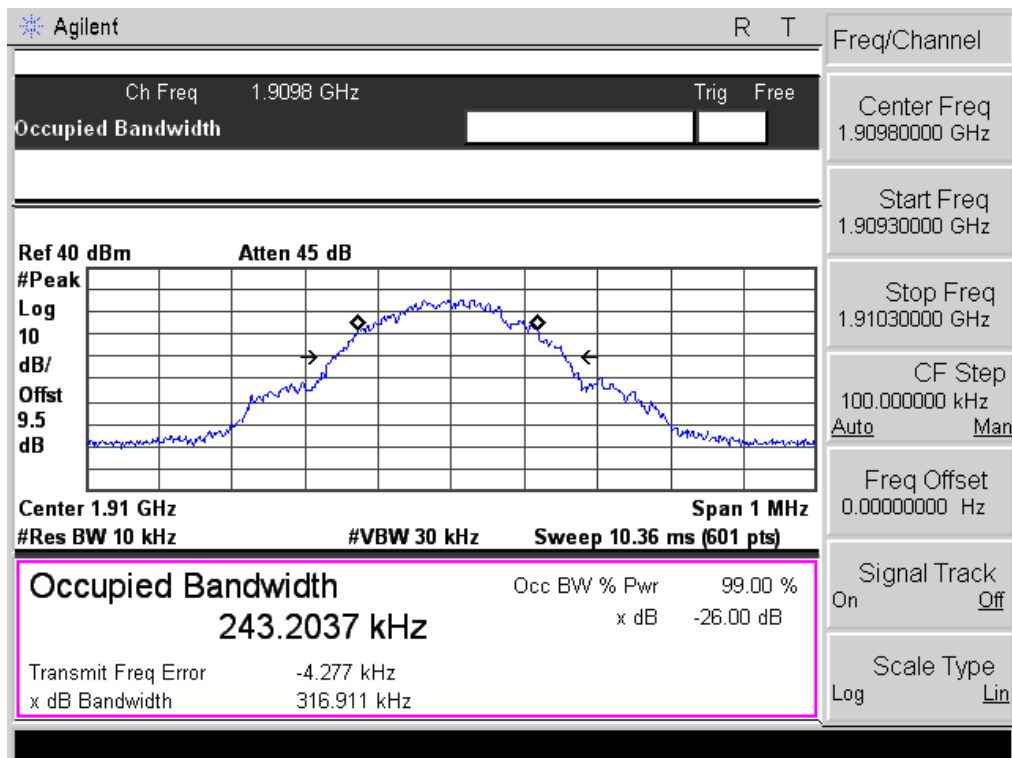 Agilent R T
Ch Freq 1.9098 GHz Trig Free
Occupied Bandwidth
Ref 40 dBm Atten 45 dB
#Peak
Log
10
dB/
Offst
9.5
dB
Center 1.91 GHz Span 1 MHz
#Res BW 10 kHz #VBW 30 kHz Sweep 10.36 ms (601 pts)
Occupied Bandwidth
243.2037 kHz
Occ BW % Pwr 99.00 %
x dB -26.00 dB
Transmit Freq Error -4.277 kHz
x dB Bandwidth 316.911 kHz
Freq/Channel
Center Freq
1.90980000 GHz
Start Freq
1.90930000 GHz
Stop Freq
1.91030000 GHz
CF Step
100.000000 kHz
Auto Man
Freq Offset
0.00000000 Hz
Signal Track
On Off
Scale Type
Log Lin